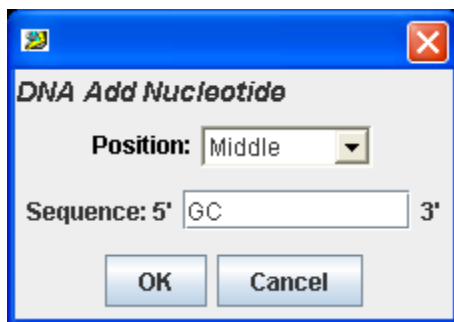 DNA Add Nucleotide
Position: Middle
Sequence: 5' GC 3'
OK Cancel